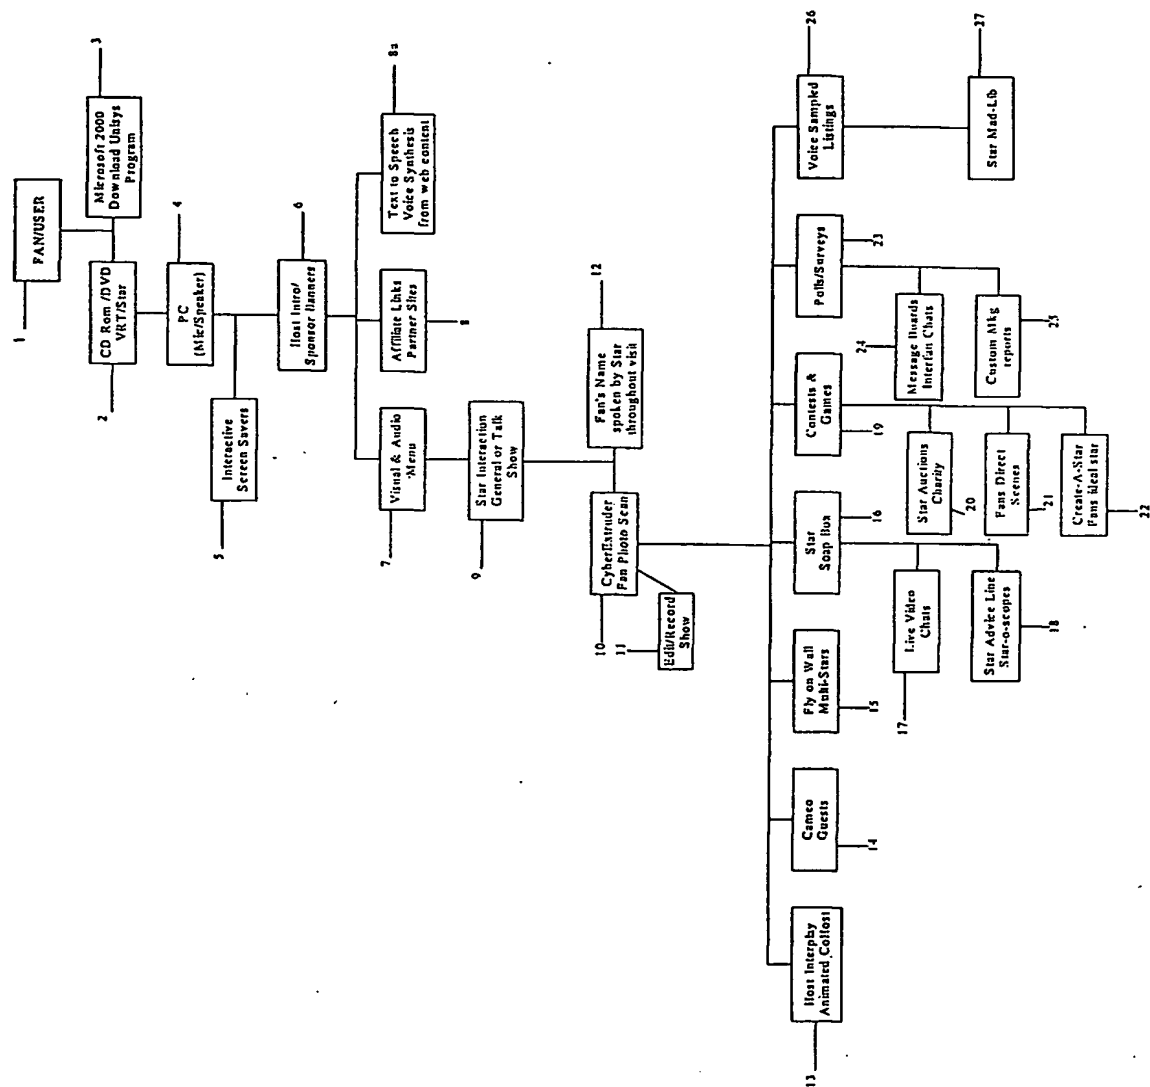 1
FAN/USER
3
Microsoft 2000
Download Unisys
Program
2
CD Rom /DVD
VRT/Star
4
PC
(Mic/Speaker)
5
Interactive
Screen Savers
6
Host Intro/
Sponsor Banners
7
Visual & Audio
Menu
8
Affiliate Links
Partner Sites
8a
Text to Speech
Voice Synthesis
from web content
9
Star Interaction
General or Talk
Show
10
CyberExtruder
Fan Photo Scan
11
Edit/Record
Show
12
Fan's Name
spoken by Star
throughout visit
13
Host Interplay
Animated CoHost
14
Cameo
Guests
15
Fly on Wall
Multi-Stars
16
Star
Soap Box
17
Live Video
Chats
18
Star Advice Line
Star-o-scopes
19
Contests &
Games
20
Star Auctions
Charity
21
Fans Direct
Scenes
22
Create-A-Star
Fans ideal star
23
Polls/Surveys
24
Message Boards
Interfan Chats
25
Custom Mkg
reports
26
Voice Sampled
Listings
27
Star Mad-Lib